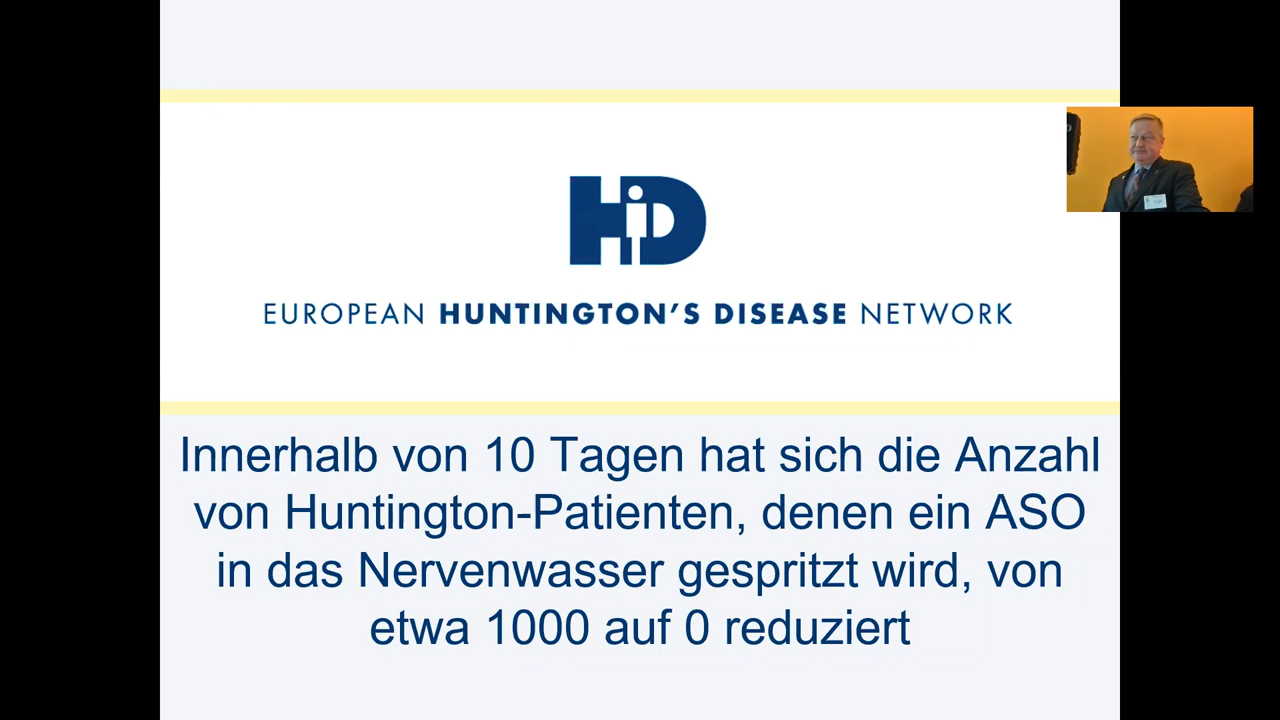 HD
EUROPEAN HUNTINGTON'S DISEASE NETWORK
Innerhalb von 10 Tagen hat sich die Anzahl
von Huntington-Patienten, denen ein ASO
in das Nervenwasser gespritzt wird, von
etwa 1000 auf 0 reduziert